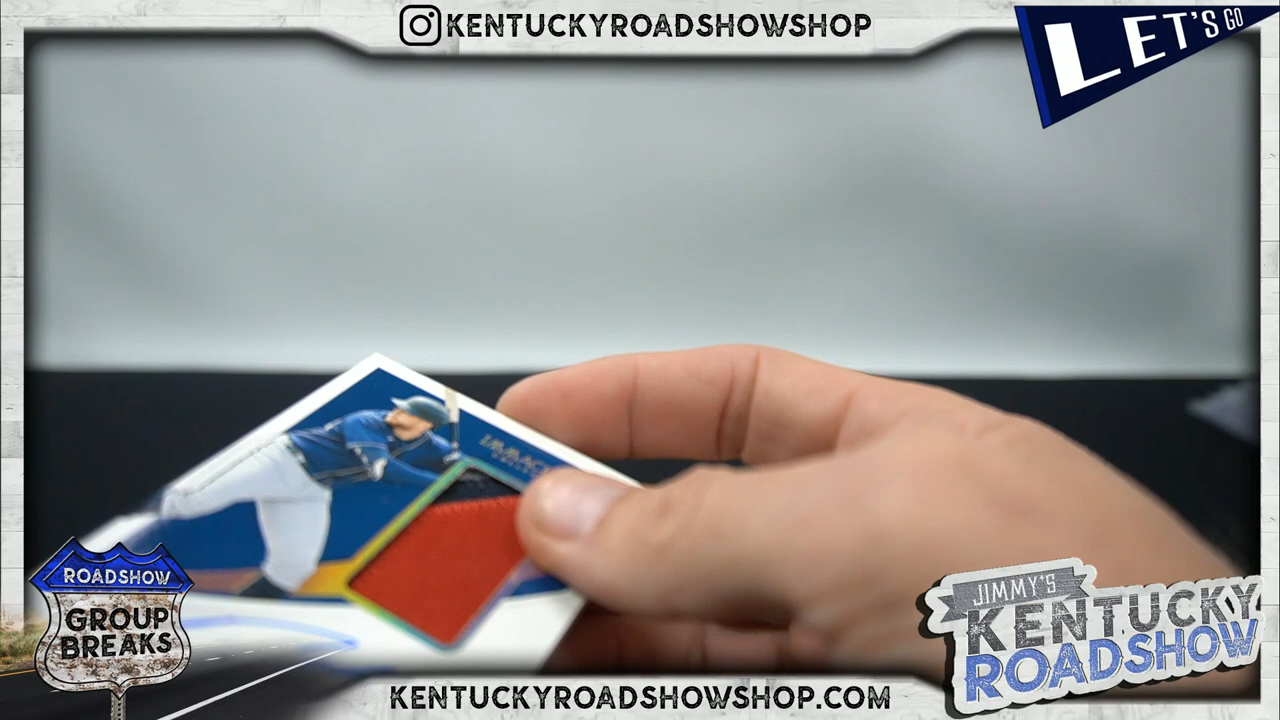 KENTUCKYROADSHOWSHOP
LET'S GO
ROADSHOW
GROUP
BREAKS
JIMMY'S
KENTUCKY
ROADSHOW
KENTUCKYROADSHOWSHOP.COM